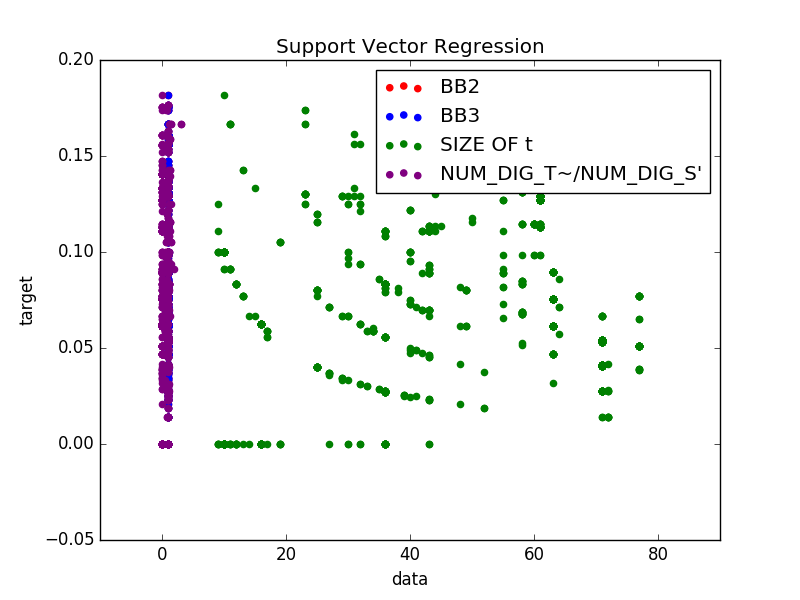 Support Vector Regression
0.20
0.15
0.10
0.05
0.00
−0.05
target
BB2
BB3
SIZE OF t
NUM_DIG_T~/NUM_DIG_S'
0 20 40 60 80
data